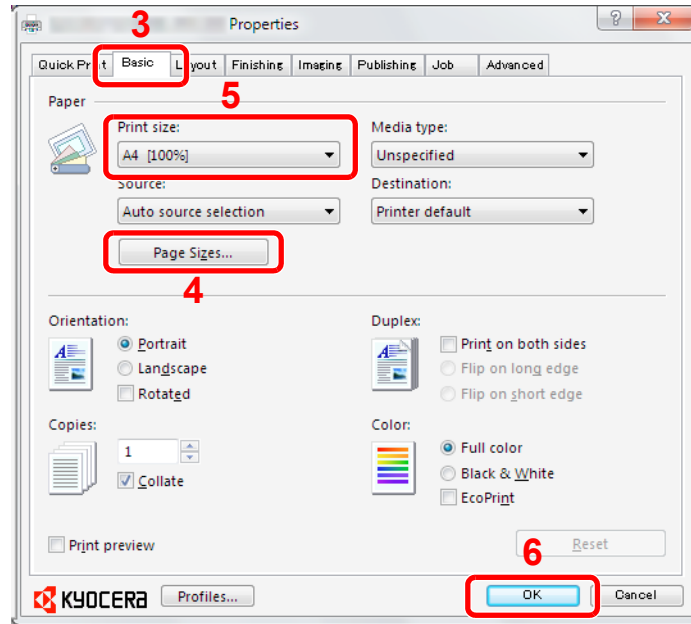 3
Properties
?
Quick Print Basic Layout Finishing Imaging Publishing Job Advanced
5
Paper
Print size: Media type:
A4 [100%] Unspecified
Source: Destination:
Auto source selection Printer default
Page Sizes...
4
Orientation: Duplex:
Portrait Print on both sides
Landscape Flip on long edge
Rotated Flip on short edge
Copies: Color:
1 Full color
Collate Black & White
EcoPrint
Print preview 6 Reset
KYOCERA Profiles... OK Cancel